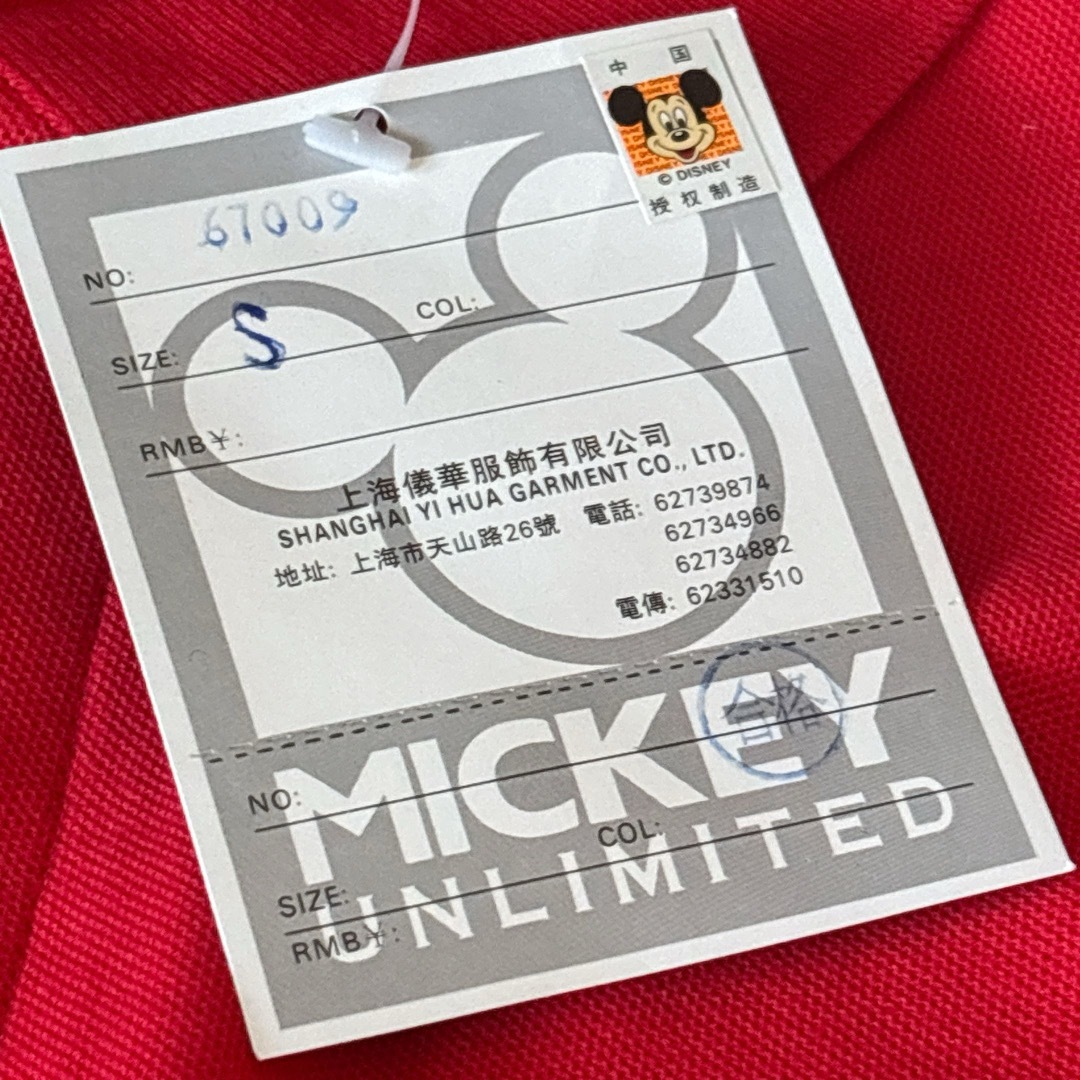 中 国
© DISNEY
授 权 制 造
NO: 67009
SIZE: S COL:
RMB¥:
上海儀華服飾有限公司
SHANGHAI YI HUA GARMENT CO., LTD.
地址: 上海市天山路26號 電話: 62739874
62734966
62734882
電傳: 62331510
合格
MICKEY
UNLIMITED
NO:
SIZE: COL:
RMB¥: